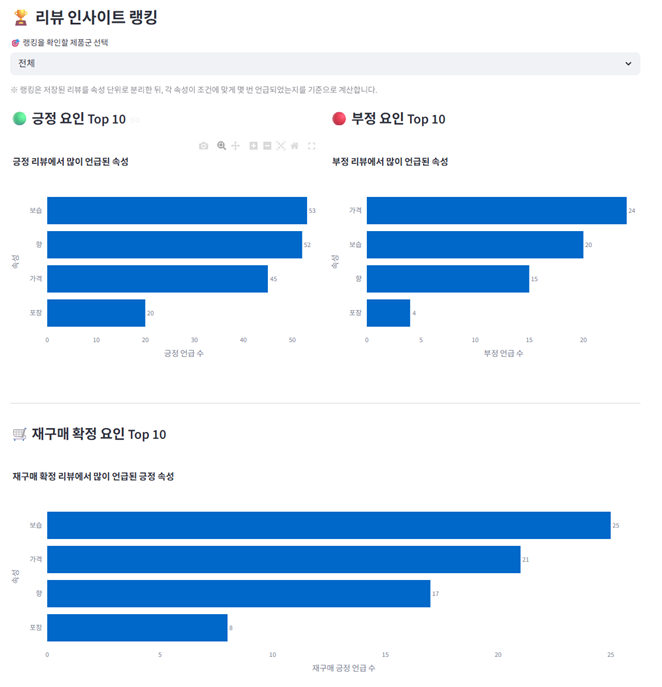 리뷰 인사이트 랭킹
랭킹을 확인할 제품군 선택
전체
※ 랭킹은 저장된 리뷰를 속성 단위로 분리한 뒤, 각 속성이 조건에 맞게 몇 번 언급되었는지를 기준으로 계산합니다.
긍정 요인 Top 10
긍정 리뷰에서 많이 언급된 속성
속성
보습 53
향 52
가격 45
포장 20
0 10 20 30 40 50
긍정 언급 수
부정 요인 Top 10
부정 리뷰에서 많이 언급된 속성
속성
가격 24
보습 20
향 15
포장 4
0 5 10 15 20
부정 언급 수
재구매 확정 요인 Top 10
재구매 확정 리뷰에서 많이 언급된 긍정 속성
속성
보습 25
가격 21
향 17
포장 8
0 5 10 15 20 25
재구매 긍정 언급 수